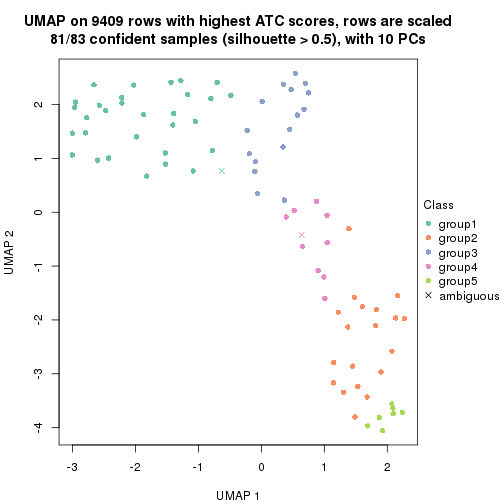 UMAP on 9409 rows with highest ATC scores, rows are scaled
81/83 confident samples (silhouette > 0.5), with 10 PCs
2
1
0
-1
-2
-3
-4
UMAP 2
-3
-2
-1
0
1
2
UMAP 1
Class
group1
group2
group3
group4
group5
ambiguous